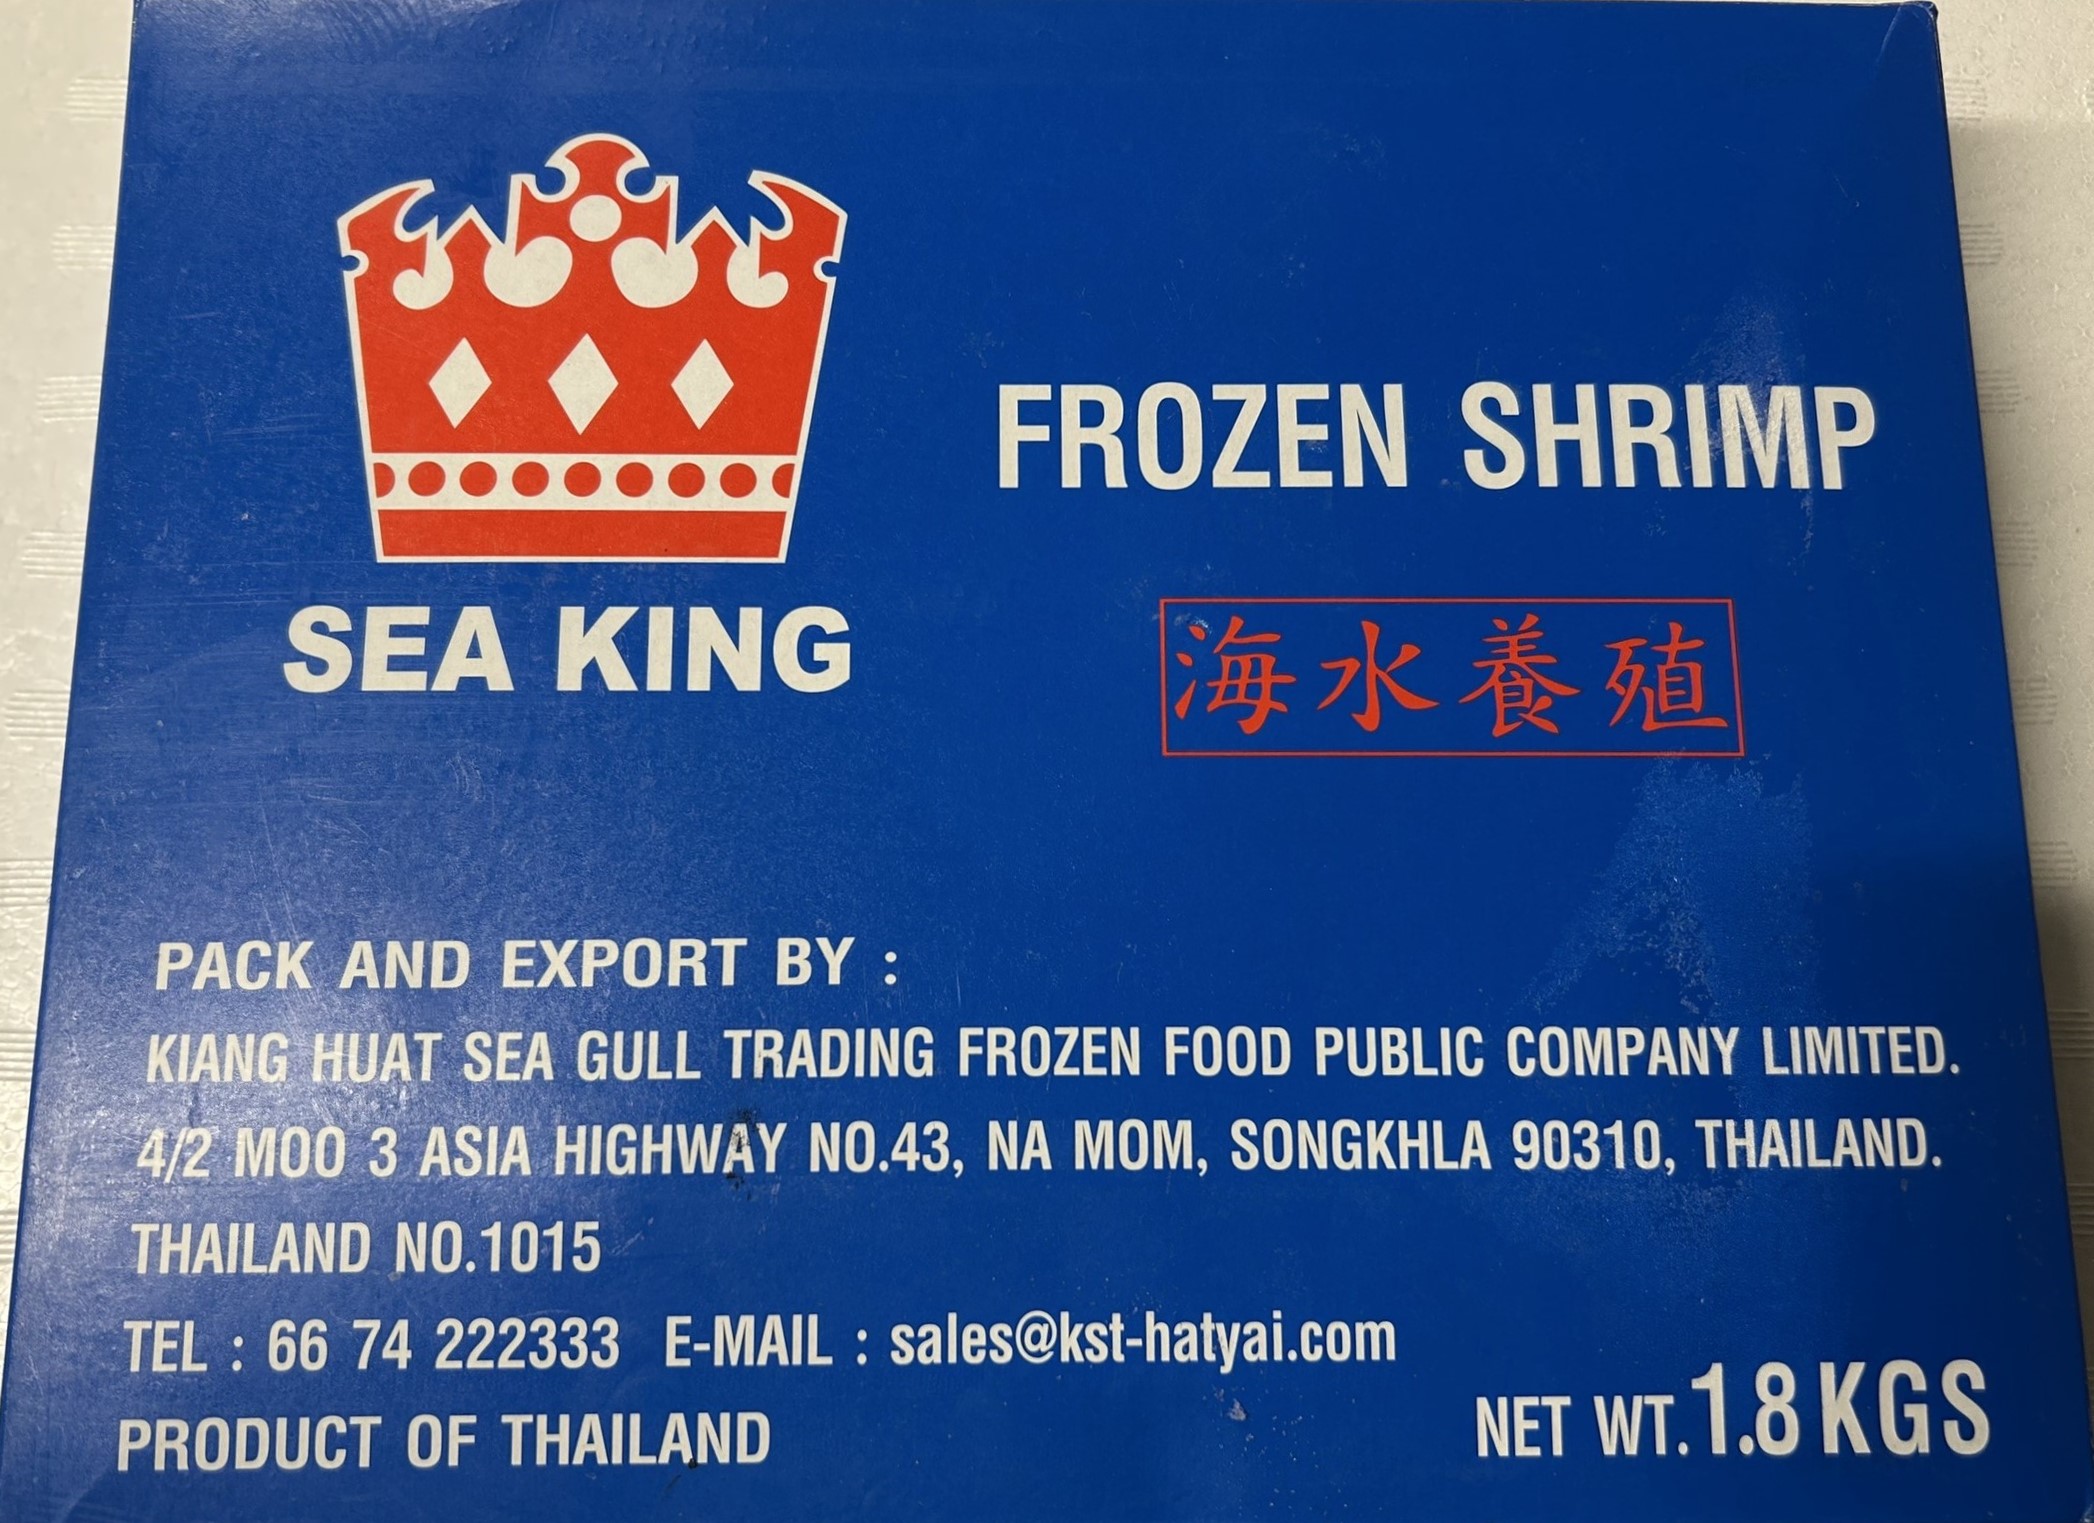 SEA KING
FROZEN SHRIMP
海水養殖
PACK AND EXPORT BY :
KIANG HUAT SEA GULL TRADING FROZEN FOOD PUBLIC COMPANY LIMITED.
4/2 MOO 3 ASIA HIGHWAY NO.43, NA MOM, SONGKHLA 90310, THAILAND.
THAILAND NO.1015
TEL : 66 74 222333 E-MAIL : sales@kst-hatyai.com
PRODUCT OF THAILAND
NET WT.1.8KGS